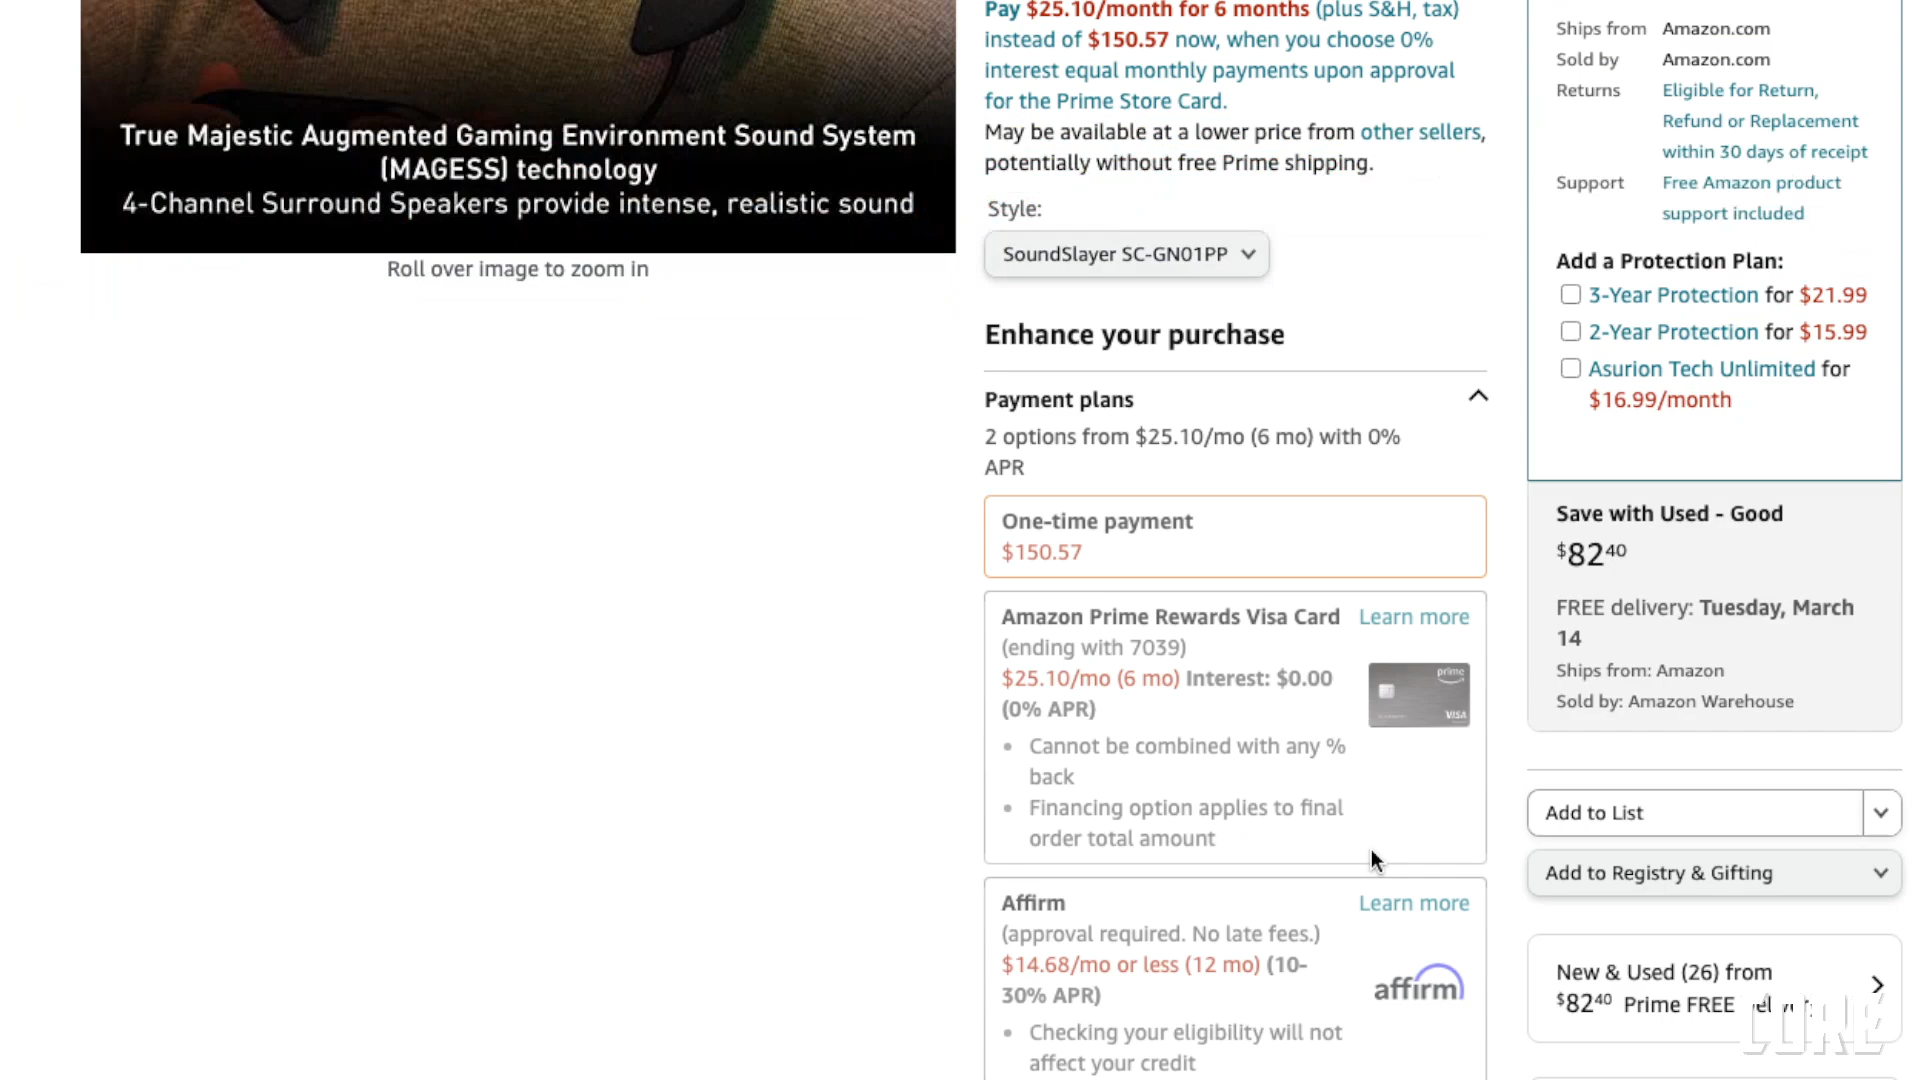 True Majestic Augmented Gaming Environment Sound System
(MAGESS) technology
4-Channel Surround Speakers provide intense, realistic sound
Roll over image to zoom in
Pay $25.10/month for 6 months (plus S&H, tax)
instead of $150.57 now, when you choose 0%
interest equal monthly payments upon approval
for the Prime Store Card.
May be available at a lower price from other sellers,
potentially without free Prime shipping.
Style:
SoundSlayer SC-GN01PP
Enhance your purchase
Payment plans
2 options from $25.10/mo (6 mo) with 0%
APR
One-time payment
$150.57
Amazon Prime Rewards Visa Card Learn more
(ending with 7039)
$25.10/mo (6 mo) Interest: $0.00
(0% APR)
prime
VISA
• Cannot be combined with any %
back
• Financing option applies to final
order total amount
Affirm Learn more
(approval required. No late fees.)
$14.68/mo or less (12 mo) (10-
30% APR)
affirm
• Checking your eligibility will not
affect your credit
Ships from Amazon.com
Sold by Amazon.com
Returns Eligible for Return,
Refund or Replacement
within 30 days of receipt
Support Free Amazon product
support included
Add a Protection Plan:
3-Year Protection for $21.99
2-Year Protection for $15.99
Asurion Tech Unlimited for
$16.99/month
Save with Used - Good
$82 40
FREE delivery: Tuesday, March
14
Ships from: Amazon
Sold by: Amazon Warehouse
Add to List
Add to Registry & Gifting
New & Used (26) from
$82 40 Prime FREE
CORE